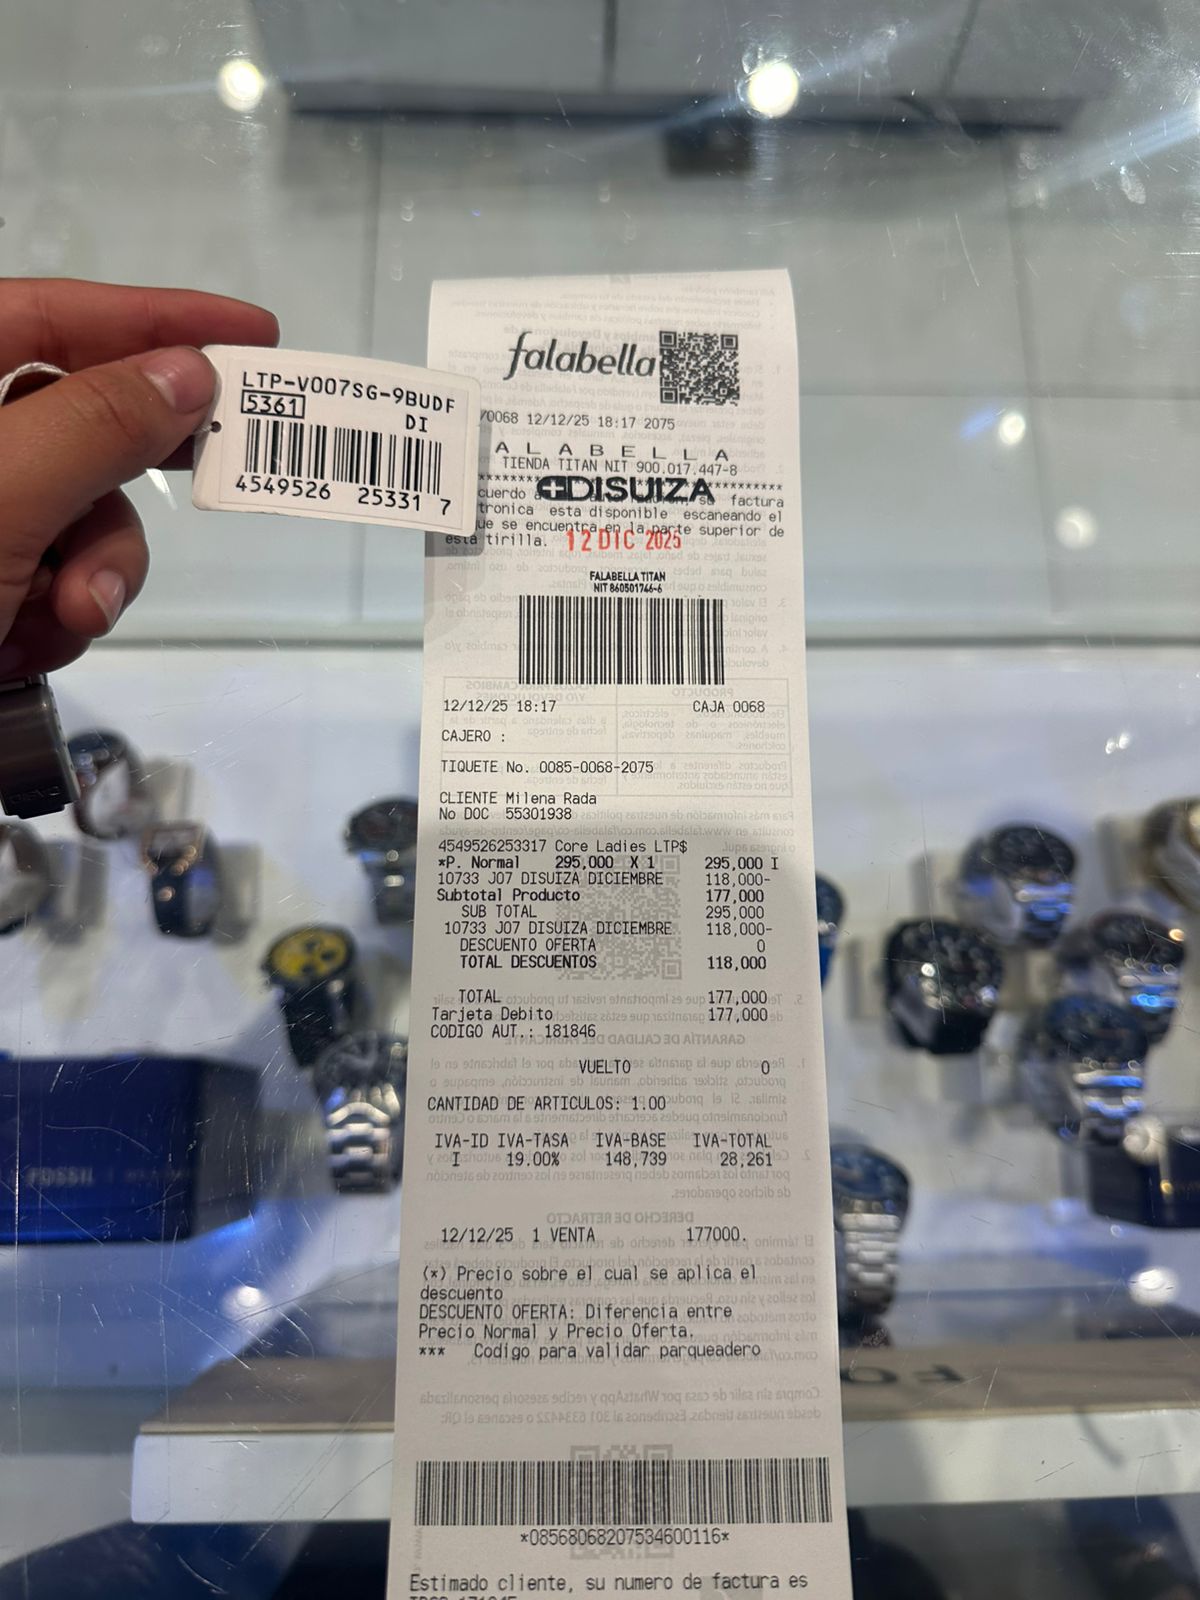 LTP-V007SG-9BUDF
5361
DI
4549526 25331 7
falabella
/0068 12/12/25 18:17 2075
A L A B E L L A
TIENDA TITAN NIT 900.017.447-8
DISUIZA
cuerdo a su factura
tronica esta disponible escaneando el
ue se encuentra en la parte superior de
esta tirilla.
12 DIC 2025
FALABELLA TITAN
NIT 860501746-6
12/12/25 18:17 CAJA 0068
CAJERO :
TIQUETE No. 0085-0068-2075
CLIENTE Milena Rada
No DOC 55301938
4549526253317 Core Ladies LTP$
*P. Normal 295,000 X 1 295,000 I
10733 J07 DISUIZA DICIEMBRE 118,000-
Subtotal Producto 177,000
SUB TOTAL 295,000
10733 J07 DISUIZA DICIEMBRE 118,000-
DESCUENTO OFERTA 0
TOTAL DESCUENTOS 118,000
TOTAL 177,000
Tarjeta Debito 177,000
CODIGO AUT.: 181846
VUELTO 0
CANTIDAD DE ARTICULOS: 1.00
IVA-ID IVA-TASA IVA-BASE IVA-TOTAL
I 19.00% 148,739 28,261
12/12/25 1 VENTA 177000.
(*) Precio sobre el cual se aplica el
descuento
DESCUENTO OFERTA: Diferencia entre
Precio Normal y Precio Oferta.
*** Codigo para validar parqueadero
*08568068207534600116*
Estimado cliente, su numero de factura es
FOSSIL